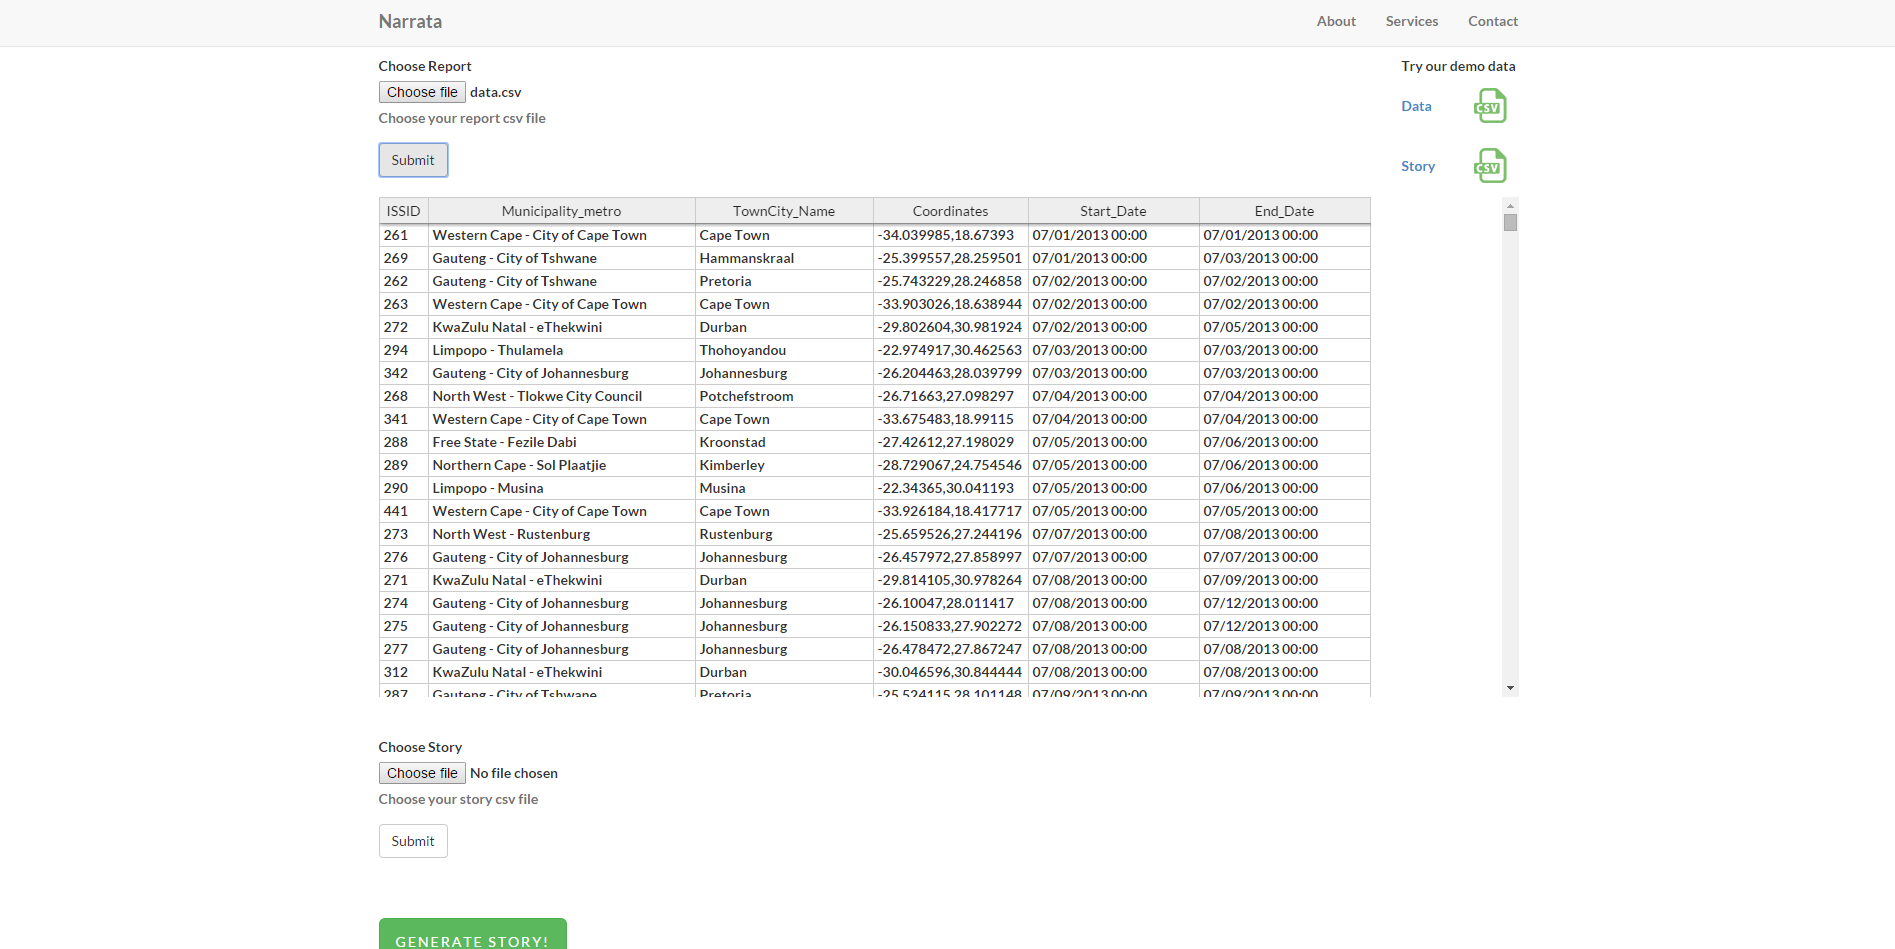 Narrata About Services Contact
Choose Report Try our demo data
Choose file data.csv
Data CSV
Choose your report csv file
Submit
Story CSV
ISSID Municipality_metro TownCity_Name Coordinates Start_Date End_Date
261 Western Cape - City of Cape Town Cape Town -34.039985,18.67393 07/01/2013 00:00 07/01/2013 00:00
269 Gauteng - City of Tshwane Hammanskraal -25.399557,28.259501 07/01/2013 00:00 07/03/2013 00:00
262 Gauteng - City of Tshwane Pretoria -25.743229,28.246858 07/02/2013 00:00 07/02/2013 00:00
263 Western Cape - City of Cape Town Cape Town -33.903026,18.638944 07/02/2013 00:00 07/02/2013 00:00
272 KwaZulu Natal - eThekwini Durban -29.802604,30.981924 07/02/2013 00:00 07/05/2013 00:00
294 Limpopo - Thulamela Thohoyandou -22.974917,30.462563 07/03/2013 00:00 07/03/2013 00:00
342 Gauteng - City of Johannesburg Johannesburg -26.204463,28.039799 07/03/2013 00:00 07/03/2013 00:00
268 North West - Tlokwe City Council Potchefstroom -26.71663,27.098297 07/04/2013 00:00 07/04/2013 00:00
341 Western Cape - City of Cape Town Cape Town -33.675483,18.99115 07/04/2013 00:00 07/04/2013 00:00
288 Free State - Fezile Dabi Kroonstad -27.42612,27.198029 07/05/2013 00:00 07/06/2013 00:00
289 Northern Cape - Sol Plaatjie Kimberley -28.729067,24.754546 07/05/2013 00:00 07/06/2013 00:00
290 Limpopo - Musina Musina -22.34365,30.041193 07/05/2013 00:00 07/06/2013 00:00
441 Western Cape - City of Cape Town Cape Town -33.926184,18.417717 07/05/2013 00:00 07/05/2013 00:00
273 North West - Rustenburg Rustenburg -25.659526,27.244196 07/07/2013 00:00 07/08/2013 00:00
276 Gauteng - City of Johannesburg Johannesburg -26.457972,27.858997 07/07/2013 00:00 07/07/2013 00:00
271 KwaZulu Natal - eThekwini Durban -29.814105,30.978264 07/08/2013 00:00 07/09/2013 00:00
274 Gauteng - City of Johannesburg Johannesburg -26.10047,28.011417 07/08/2013 00:00 07/12/2013 00:00
275 Gauteng - City of Johannesburg Johannesburg -26.150833,27.902272 07/08/2013 00:00 07/12/2013 00:00
277 Gauteng - City of Johannesburg Johannesburg -26.478472,27.867247 07/08/2013 00:00 07/08/2013 00:00
312 KwaZulu Natal - eThekwini Durban -30.046596,30.844444 07/08/2013 00:00 07/08/2013 00:00
287 Gauteng - City of Tshwane Pretoria -25.524115,28.101148 07/09/2013 00:00 07/09/2013 00:00
Choose Story
Choose file No file chosen
Choose your story csv file
Submit
GENERATE STORY!